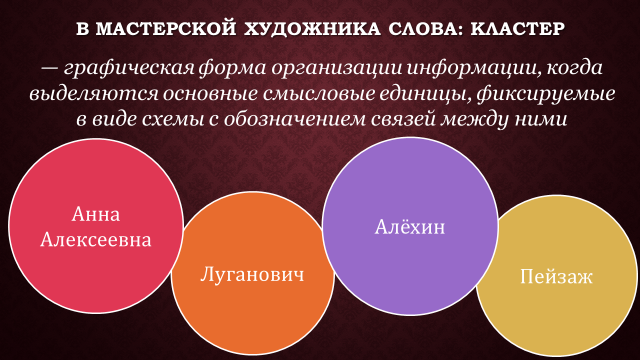 В МАСТЕРСКОЙ ХУДОЖНИКА СЛОВА: КЛАСТЕР
— графическая форма организации информации, когда
выделяются основные смысловые единицы, фиксируемые
в виде схемы с обозначением связей между ними
Анна
Алексеевна
Луганович
Алёхин
Пейзаж